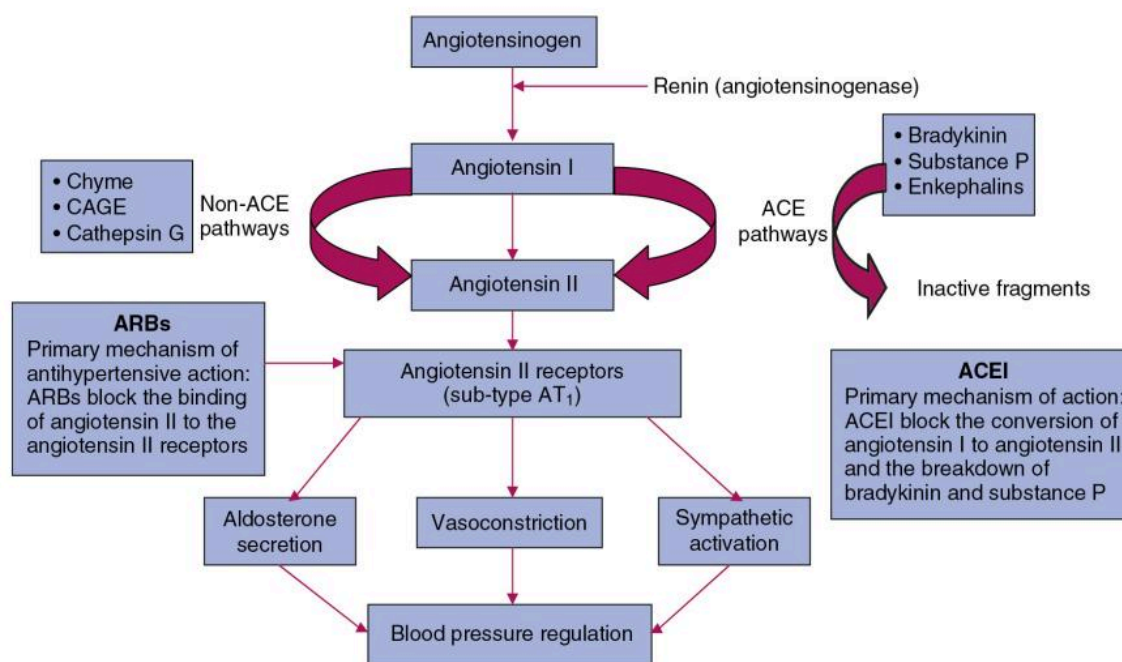 Angiotensinogen
Renin (angiotensinogenase)
Angiotensin I
• Bradykinin
• Substance P
• Enkephalins
• Chyme
• CAGE
• Cathepsin G
Non-ACE
pathways
ACE
pathways
Angiotensin II
Inactive fragments
ARBs
Primary mechanism of
antihypertensive action:
ARBs block the binding
of angiotensin II to the
angiotensin II receptors
Angiotensin II receptors
(sub-type AT₁)
ACEI
Primary mechanism of action:
ACEI block the conversion of
angiotensin I to angiotensin II
and the breakdown of
bradykinin and substance P
Aldosterone
secretion
Vasoconstriction
Sympathetic
activation
Blood pressure regulation